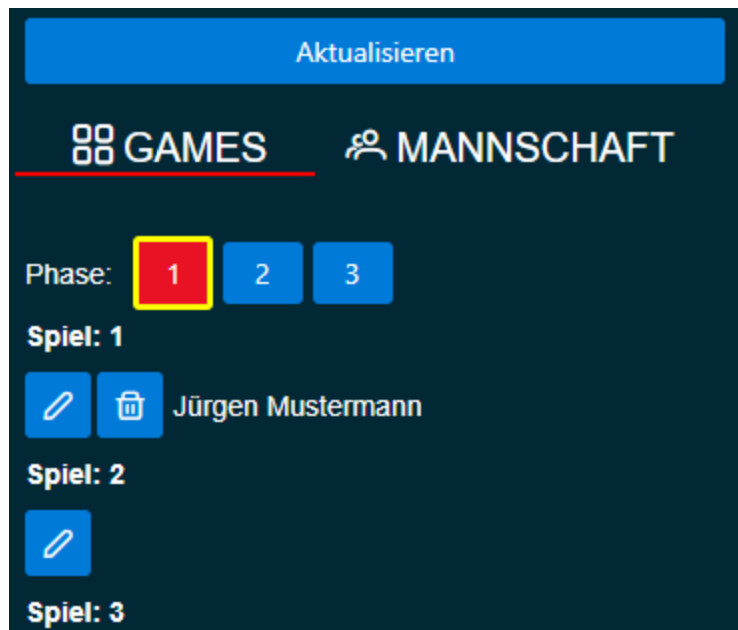 Aktualisieren
GAMES MANNSCHAFT
Phase: 1 2 3
Spiel: 1
Jürgen Mustermann
Spiel: 2
Spiel: 3